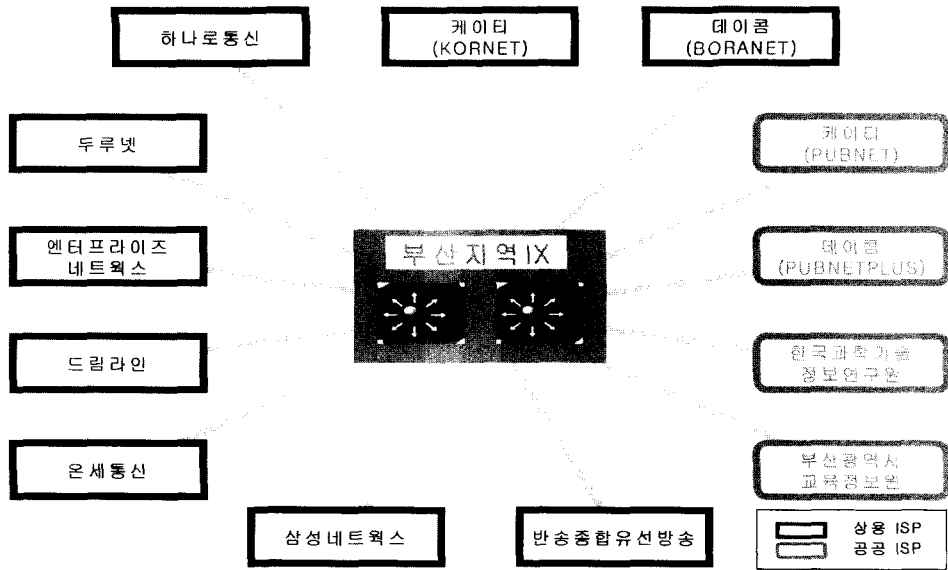 하나로통신
케이티
(KORNET)
데이콤
(BORANET)
두루넷
케이티
(PUBNET)
엔터프라이즈
네트웍스
부산지역IX
데이콤
(PUBNETPLUS)
드림라인
한국과학기술
정보연구원
온세통신
부산광역시
교육정보원
삼성네트웍스
반송종합유선방송
상용 ISP
공공 ISP